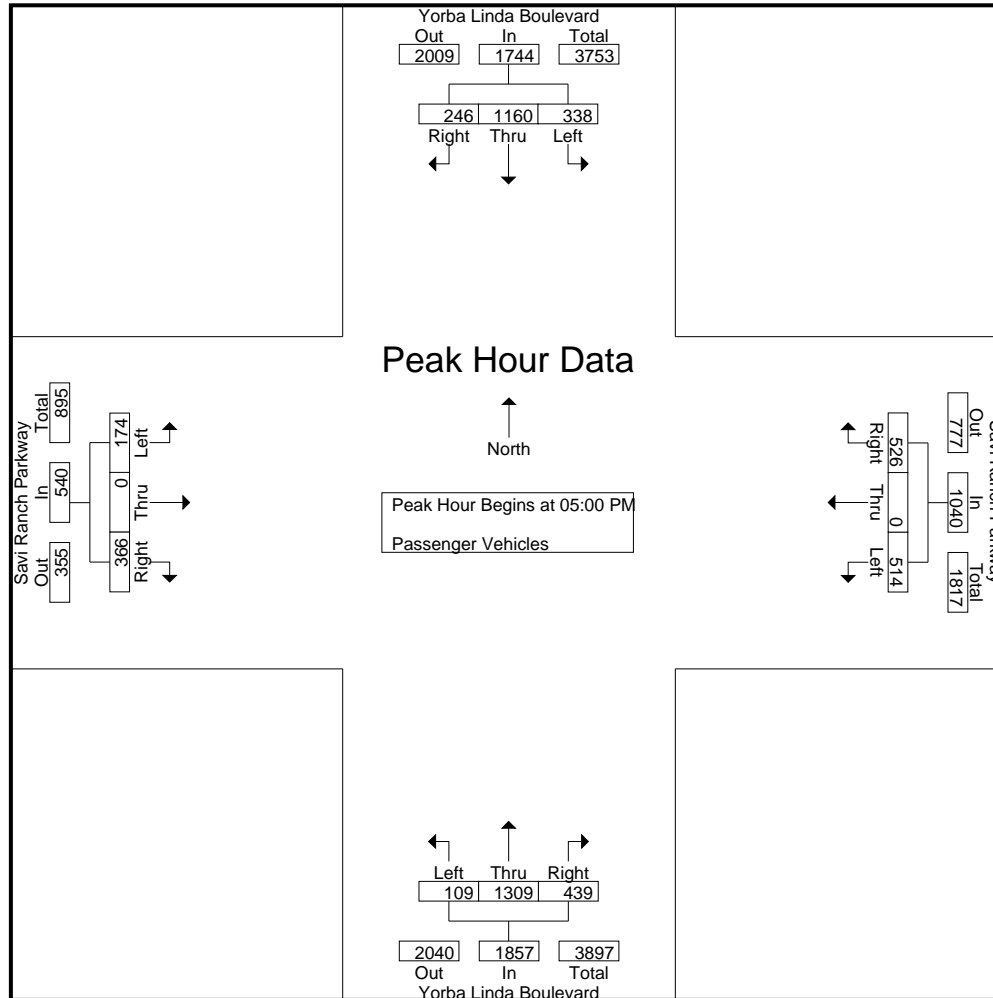 Yorba Linda Boulevard
Out In Total
2009 1744 3753
246 1160 338
Right Thru Left
Peak Hour Data
North
Peak Hour Begins at 05:00 PM
Passenger Vehicles
Savi Ranch Parkway
Total In Out
895 540 355
174 0 366
Left Thru Right
Out In Total
777 1040 1817
526 0 514
Right Thru Left
Parkway
Left Thru Right
109 1309 439
2040 1857 3897
Out In Total
Yorba Linda Boulevard